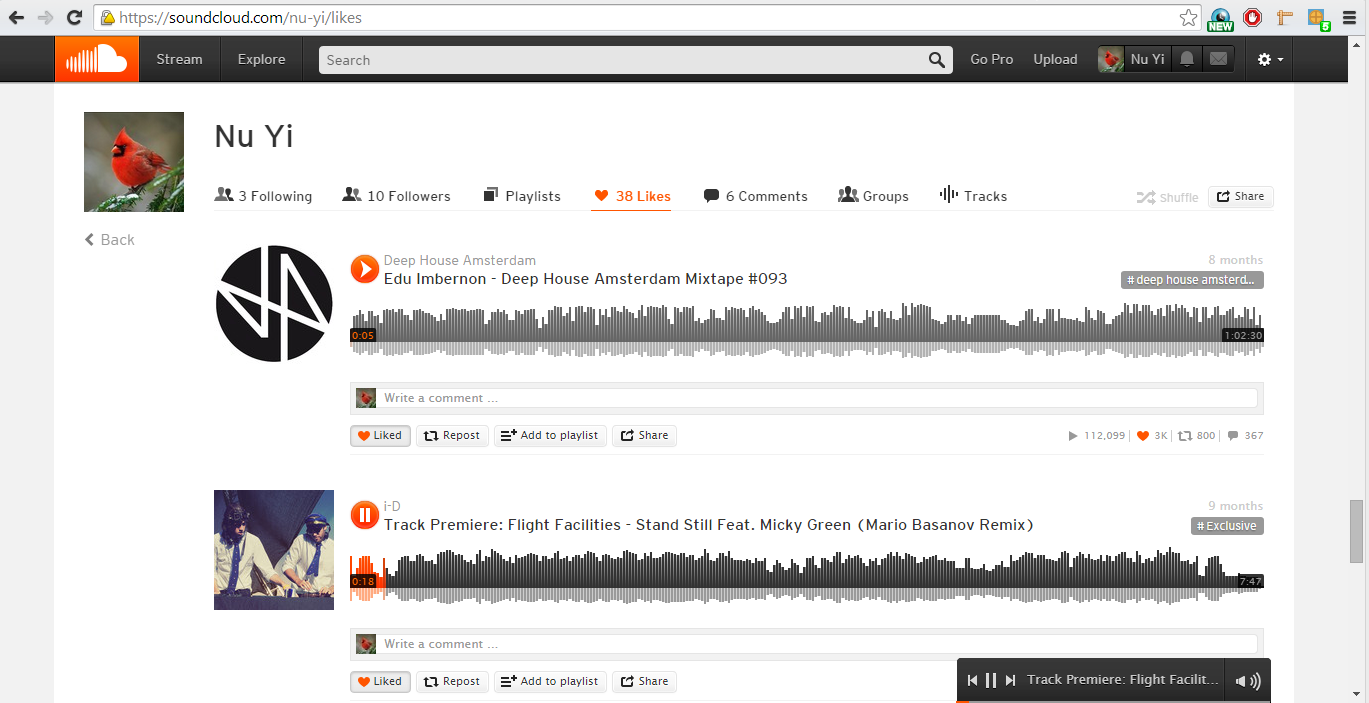 https://soundcloud.com/nu-yi/likes
NEW
5
Stream Explore Search Go Pro Upload Nu Yi
Nu Yi
3 Following 10 Followers Playlists 38 Likes 6 Comments Groups Tracks Shuffle Share
Back
Deep House Amsterdam 8 months
Edu Imbernon - Deep House Amsterdam Mixtape #093 # deep house amsterd...
0:05 1:02:30
Write a comment ...
Liked Repost Add to playlist Share 112,099 3K 800 367
i-D 9 months
Track Premiere: Flight Facilities - Stand Still Feat. Micky Green (Mario Basanov Remix) # Exclusive
0:18 7:47
Write a comment ...
Liked Repost Add to playlist Share
Track Premiere: Flight Facilit...